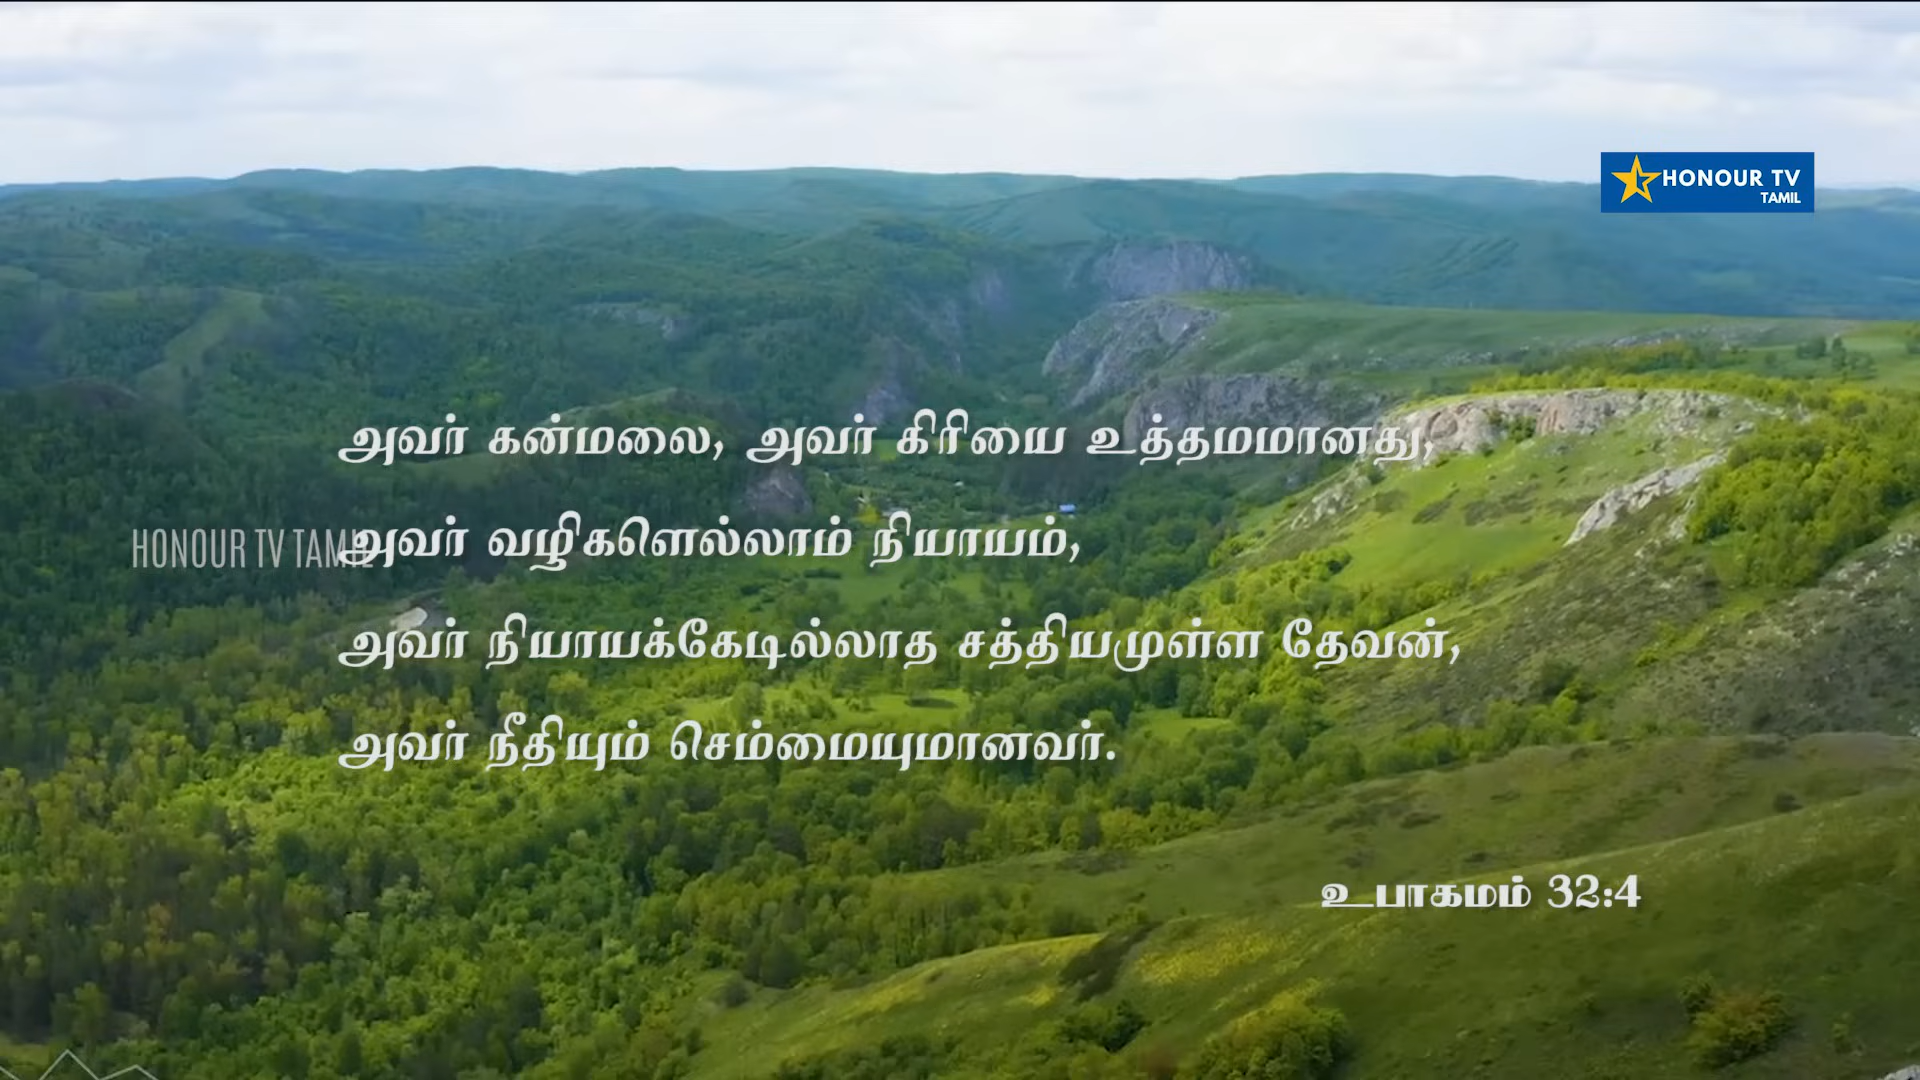 HONOUR TV
TAMIL
அவர் கன்மலை, அவர் கிரியை உத்தமமானது,
HONOUR TV TAMIL
அவர் வழிகளெல்லாம் நியாயம்,
அவர் நியாயக்கேடில்லாத சத்தியமுள்ள தேவன்,
அவர் நீதியும் செம்மையுமானவர்.
உபாகமம் 32:4